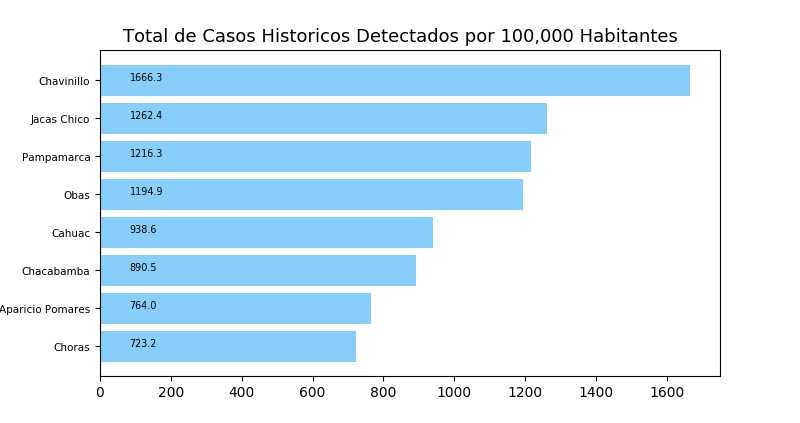 Total de Casos Historicos Detectados por 100,000 Habitantes
Chavinillo 1666.3
Jacas Chico 1262.4
Pampamarca 1216.3
Obas 1194.9
Cahuac 938.6
Chacabamba 890.5
Aparicio Pomares 764.0
Choras 723.2
0 200 400 600 800 1000 1200 1400 1600